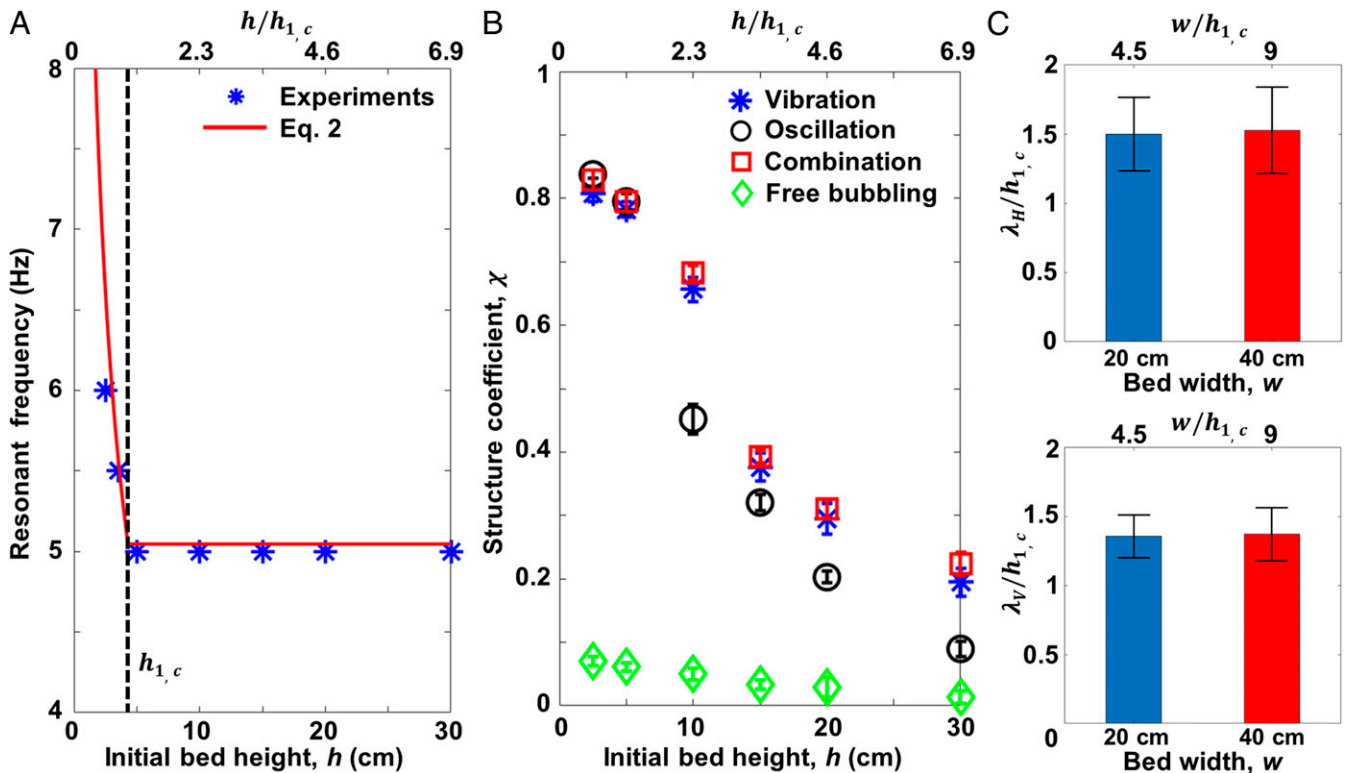 A
h/h1, c
0 2.3 4.6 6.9
8
7
6
5
4
Resonant frequency (Hz)
Experiments
Eq. 2
h1, c
0 10 20 30
Initial bed height, h (cm)
B
h/h1, c
0 2.3 4.6 6.9
1
0.8
0.6
0.4
0.2
0
Structure coefficient, χ
Vibration
Oscillation
Combination
Free bubbling
0 10 20 30
Initial bed height, h (cm)
C
w/h1, c
4.5 9
2
1.5
1
0.5
0
λH/h1, c
20 cm 40 cm
Bed width, w
w/h1, c
4.5 9
2
1.5
1
0.5
0
λV/h1, c
20 cm 40 cm
Bed width, w